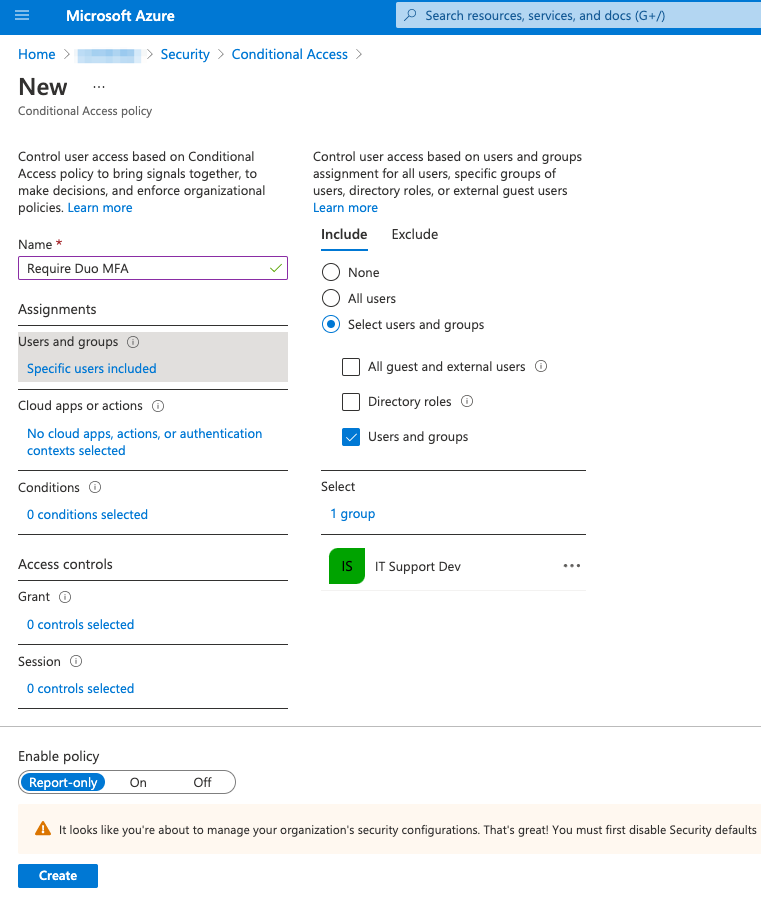 Microsoft Azure
Search resources, services, and docs (G+/)
Home > > Security > Conditional Access >
New ...
Conditional Access policy
Control user access based on Conditional
Access policy to bring signals together, to
make decisions, and enforce organizational
policies. Learn more
Name *
Require Duo MFA
Assignments
Users and groups
Specific users included
Cloud apps or actions
No cloud apps, actions, or authentication
contexts selected
Conditions
0 conditions selected
Access controls
Grant
0 controls selected
Session
0 controls selected
Control user access based on users and groups
assignment for all users, specific groups of
users, directory roles, or external guest users
Learn more
Include Exclude
None
All users
Select users and groups
All guest and external users
Directory roles
Users and groups
Select
1 group
IS IT Support Dev
Enable policy
Report-only On Off
It looks like you're about to manage your organization's security configurations. That's great! You must first disable Security defaults
Create